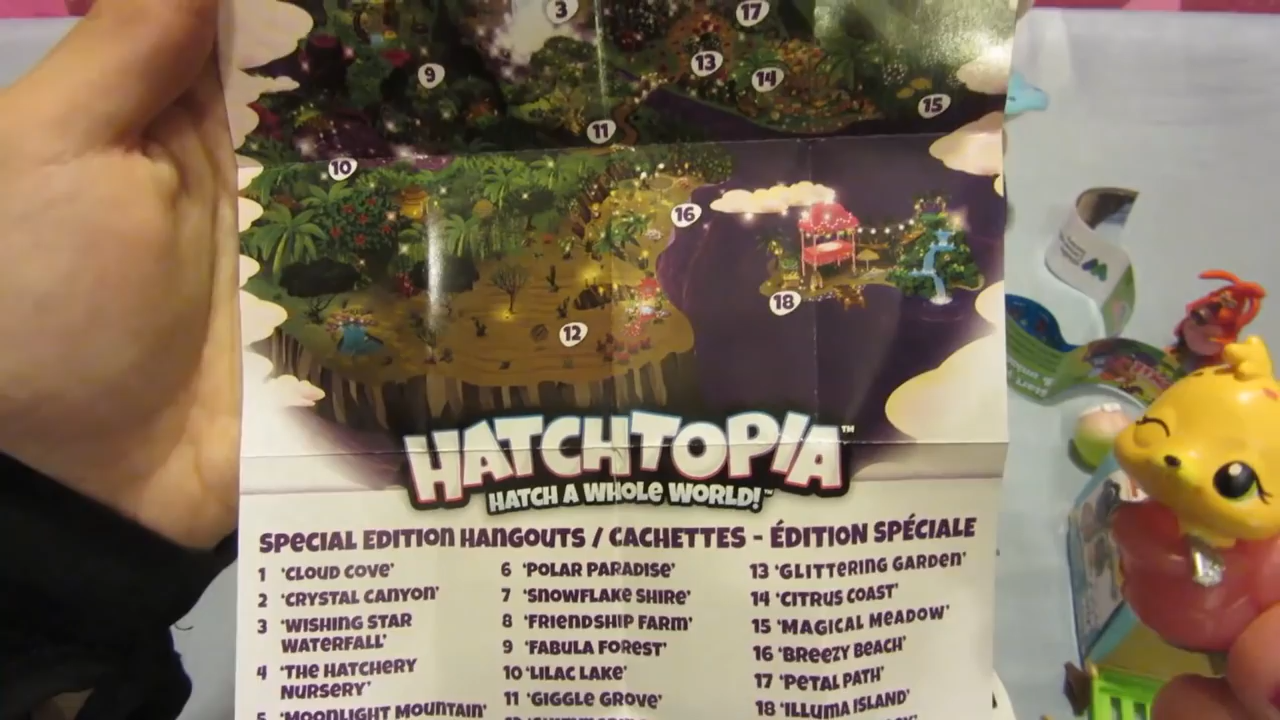 3
17
13
9
14
15
11
10
16
18
12
HATCHTOPIA™
HATCH A WHOLE WORLD!™
SPECIAL EDITION HANGOUTS / CACHETTES - ÉDITION SPÉCIALE
1 'CLOUD COVE'
2 'CRYSTAL CANYON'
3 'WISHING STAR
WATERFALL'
4 'THE HATCHERY
NURSERY'
5 'MOONLIGHT MOUNTAIN'
6 'POLAR PARADISE'
7 'SNOWFLAKE SHIRE'
8 'FRIENDSHIP FARM'
9 'FABULA FOREST'
10 'LILAC LAKE'
11 'GIGGLE GROVE'
13 'GLITTERING GARDEN'
14 'CITRUS COAST'
15 'MAGICAL MEADOW'
16 'BREEZY BEACH'
17 'PETAL PATH'
18 'ILLUMA ISLAND'